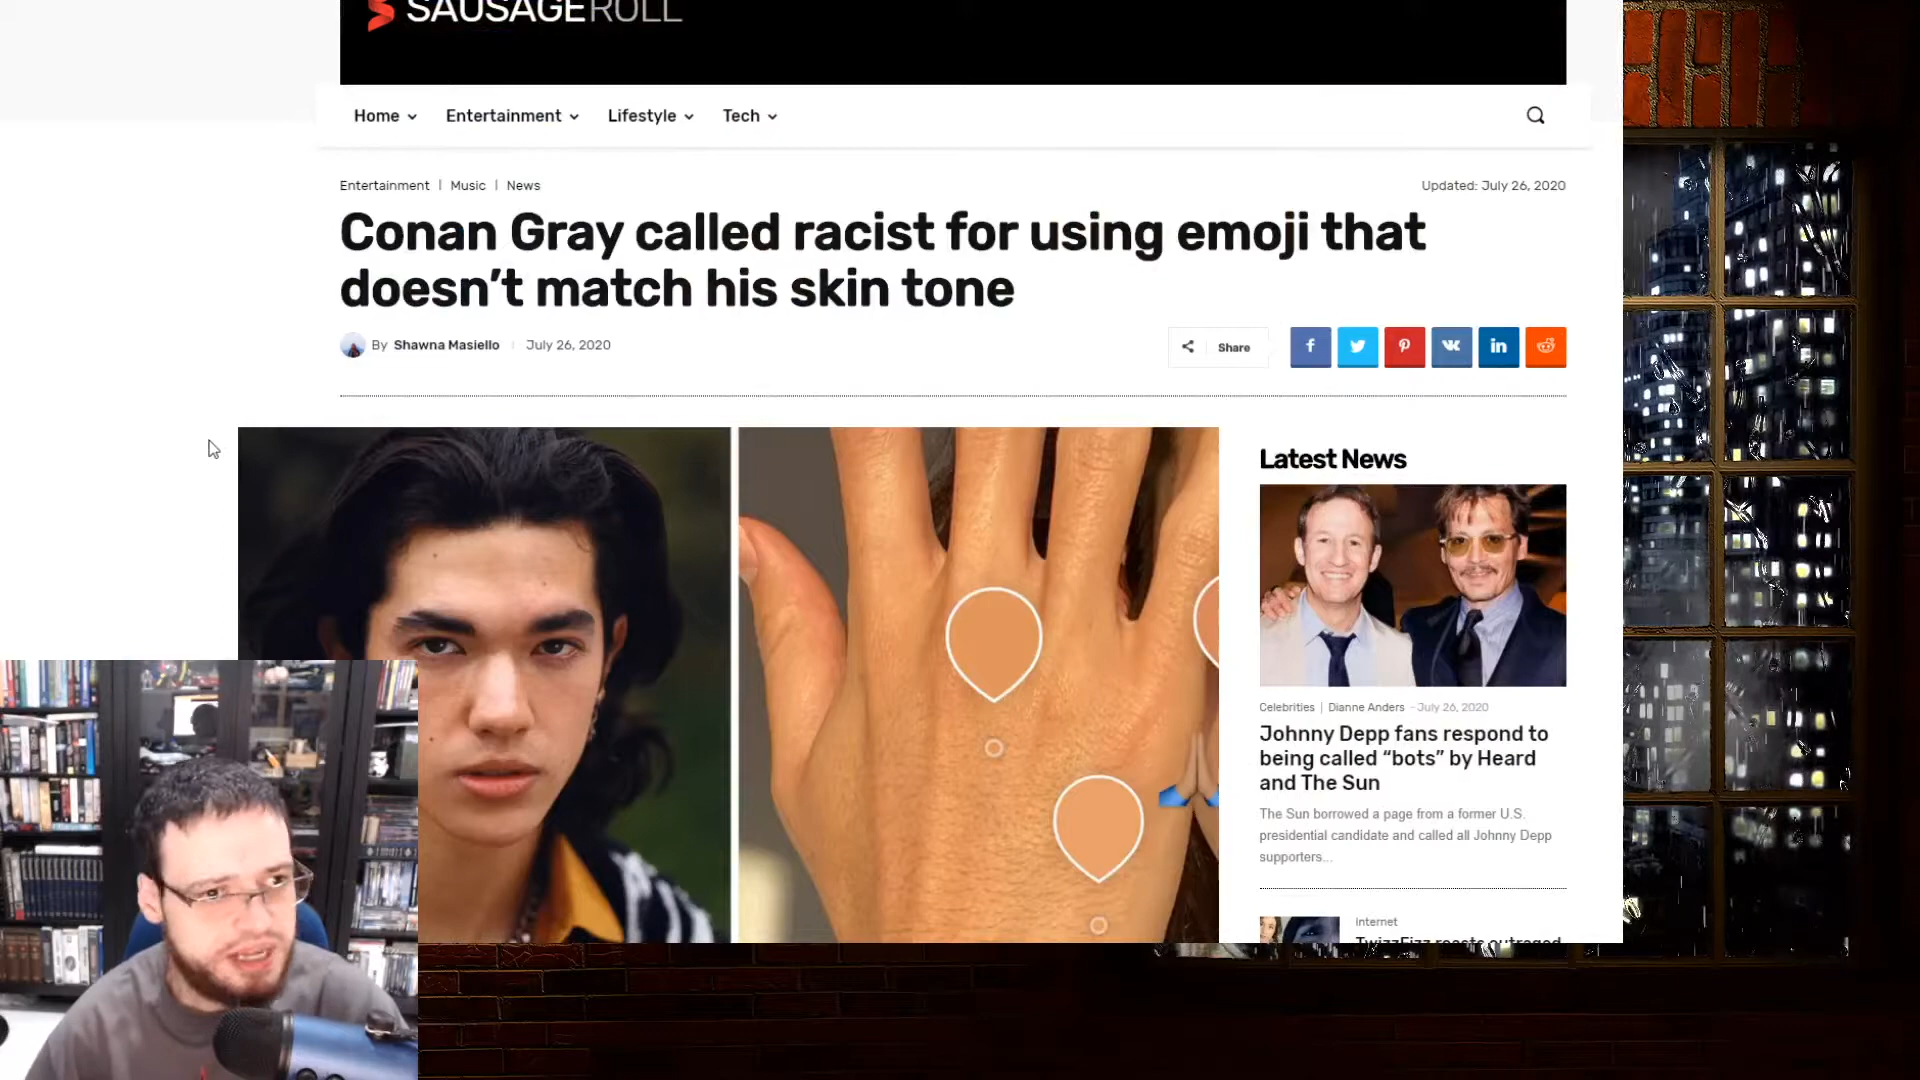 SAUSAGEROLL
Home
Entertainment
Lifestyle
Tech
Entertainment | Music | News
Updated: July 26, 2020
Conan Gray called racist for using emoji that
doesn’t match his skin tone
By Shawna Masiello
July 26, 2020
Share
Latest News
Celebrities | Dianne Anders - July 26, 2020
Johnny Depp fans respond to
being called “bots” by Heard
and The Sun
The Sun borrowed a page from a former U.S.
presidential candidate and called all Johnny Depp
supporters...
Internet
TwizzFizz reacts outraged